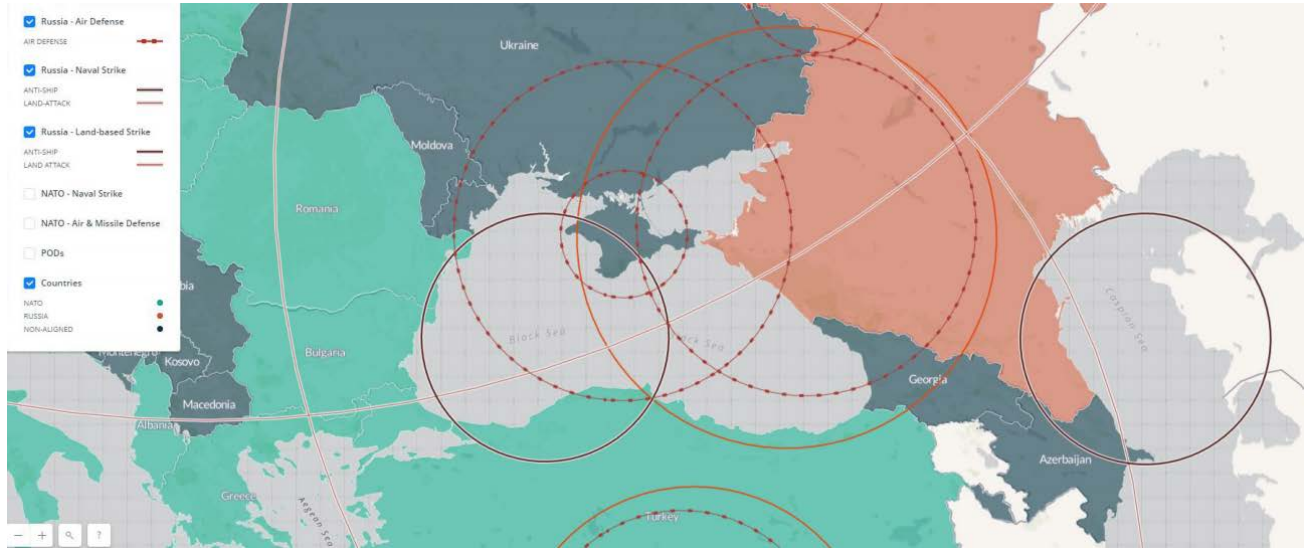 Russia - Air Defense
AIR DEFENSE
Russia - Naval Strike
ANTI-SHIP
LAND-ATTACK
Russia - Land-based Strike
ANTI-SHIP
LAND ATTACK
NATO - Naval Strike
NATO - Air & Missile Defense
PODs
Countries
NATO
RUSSIA
NON-ALIGNED
Ukraine
Moldova
Romania
bia
Black Sea
Caspian Sea
Montenegro
Kosovo
Bulgaria
Georgia
Macedonia
Albania
Azerbaijan
Greece
Aegean Sea
Turkey
− + ?